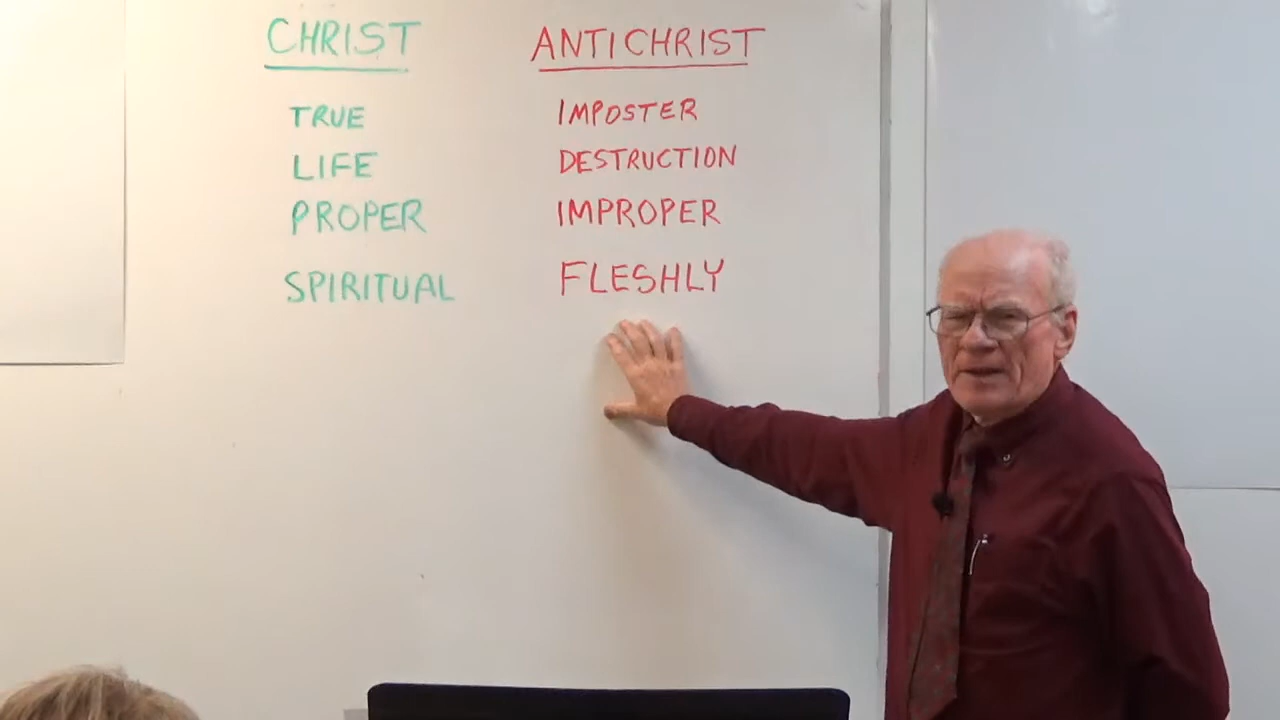 CHRIST ANTICHRIST
TRUE IMPOSTER
LIFE DESTRUCTION
PROPER IMPROPER
SPIRITUAL FLESHLY